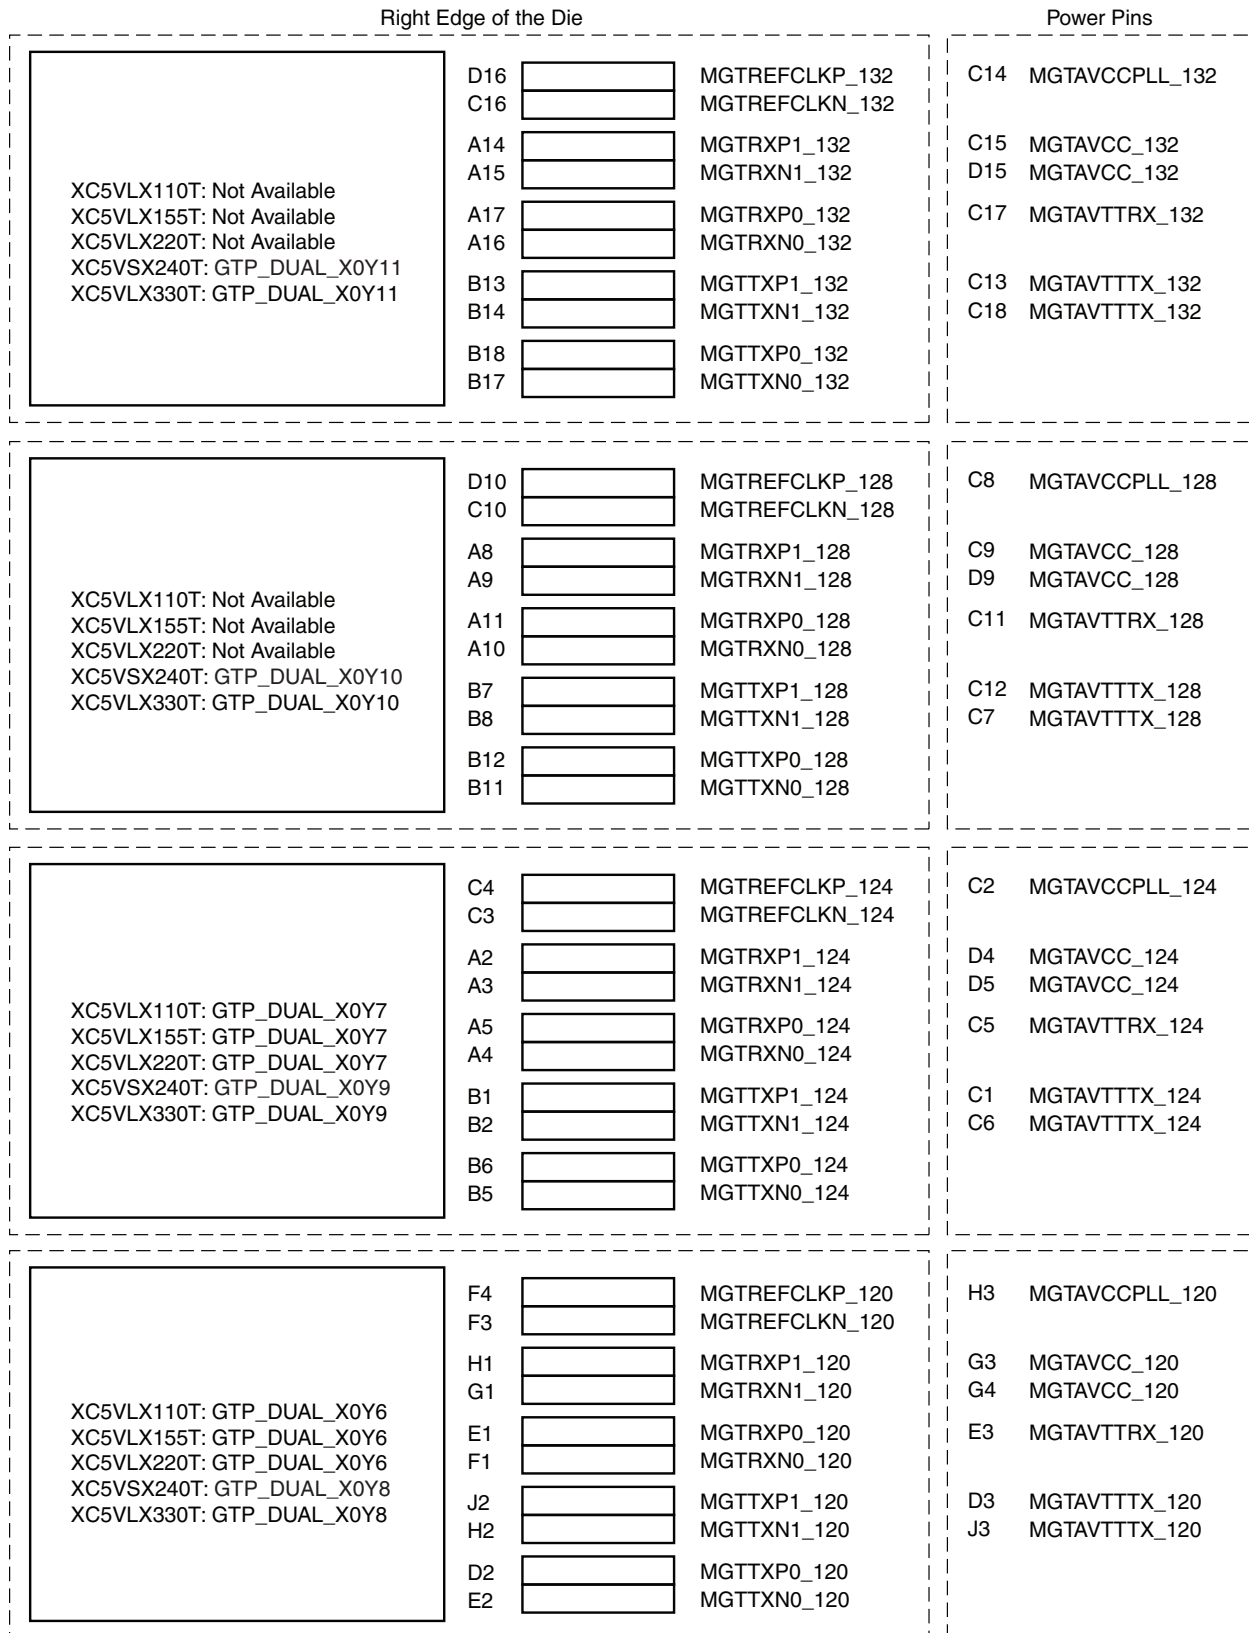 Right Edge of the Die Power Pins
D16 MGTREFCLKP_132 C14 MGTAVCCPLL_132
C16 MGTREFCLKN_132
A14 MGTRXP1_132 C15 MGTAVCC_132
A15 MGTRXN1_132 D15 MGTAVCC_132
XC5VLX110T: Not Available
XC5VLX155T: Not Available
XC5VLX220T: Not Available
XC5VSX240T: GTP_DUAL_X0Y11
XC5VLX330T: GTP_DUAL_X0Y11
A17 MGTRXP0_132 C17 MGTAVTTRX_132
A16 MGTRXN0_132
B13 MGTTXP1_132 C13 MGTAVTTTX_132
B14 MGTTXN1_132 C18 MGTAVTTTX_132
B18 MGTTXP0_132
B17 MGTTXN0_132
D10 MGTREFCLKP_128 C8 MGTAVCCPLL_128
C10 MGTREFCLKN_128
A8 MGTRXP1_128 C9 MGTAVCC_128
A9 MGTRXN1_128 D9 MGTAVCC_128
XC5VLX110T: Not Available
XC5VLX155T: Not Available
XC5VLX220T: Not Available
XC5VSX240T: GTP_DUAL_X0Y10
XC5VLX330T: GTP_DUAL_X0Y10
A11 MGTRXP0_128 C11 MGTAVTTRX_128
A10 MGTRXN0_128
B7 MGTTXP1_128 C12 MGTAVTTTX_128
B8 MGTTXN1_128 C7 MGTAVTTTX_128
B12 MGTTXP0_128
B11 MGTTXN0_128
C4 MGTREFCLKP_124 C2 MGTAVCCPLL_124
C3 MGTREFCLKN_124
A2 MGTRXP1_124 D4 MGTAVCC_124
A3 MGTRXN1_124 D5 MGTAVCC_124
XC5VLX110T: GTP_DUAL_X0Y7
XC5VLX155T: GTP_DUAL_X0Y7
XC5VLX220T: GTP_DUAL_X0Y7
XC5VSX240T: GTP_DUAL_X0Y9
XC5VLX330T: GTP_DUAL_X0Y9
A5 MGTRXP0_124 C5 MGTAVTTRX_124
A4 MGTRXN0_124
B1 MGTTXP1_124 C1 MGTAVTTTX_124
B2 MGTTXN1_124 C6 MGTAVTTTX_124
B6 MGTTXP0_124
B5 MGTTXN0_124
F4 MGTREFCLKP_120 H3 MGTAVCCPLL_120
F3 MGTREFCLKN_120
H1 MGTRXP1_120 G3 MGTAVCC_120
G1 MGTRXN1_120 G4 MGTAVCC_120
XC5VLX110T: GTP_DUAL_X0Y6
XC5VLX155T: GTP_DUAL_X0Y6
XC5VLX220T: GTP_DUAL_X0Y6
XC5VSX240T: GTP_DUAL_X0Y8
XC5VLX330T: GTP_DUAL_X0Y8
E1 MGTRXP0_120 E3 MGTAVTTRX_120
F1 MGTRXN0_120
J2 MGTTXP1_120 D3 MGTAVTTTX_120
H2 MGTTXN1_120 J3 MGTAVTTTX_120
D2 MGTTXP0_120
E2 MGTTXN0_120